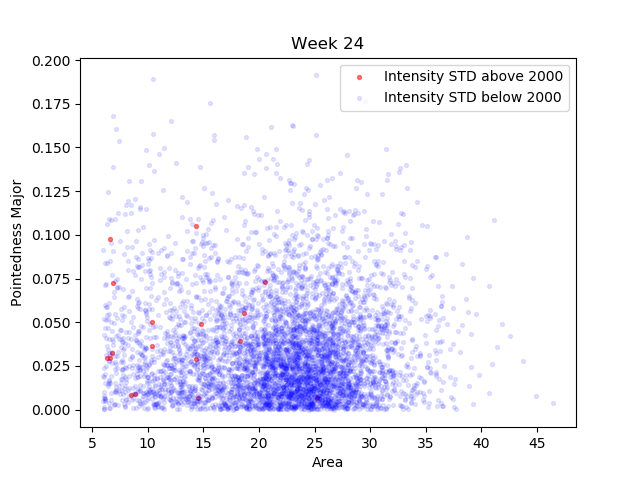 Week 24
Intensity STD above 2000
Intensity STD below 2000
0.200
0.175
0.150
0.125
0.100
0.075
0.050
0.025
0.000
Pointedness Major
5 10 15 20 25 30 35 40 45
Area